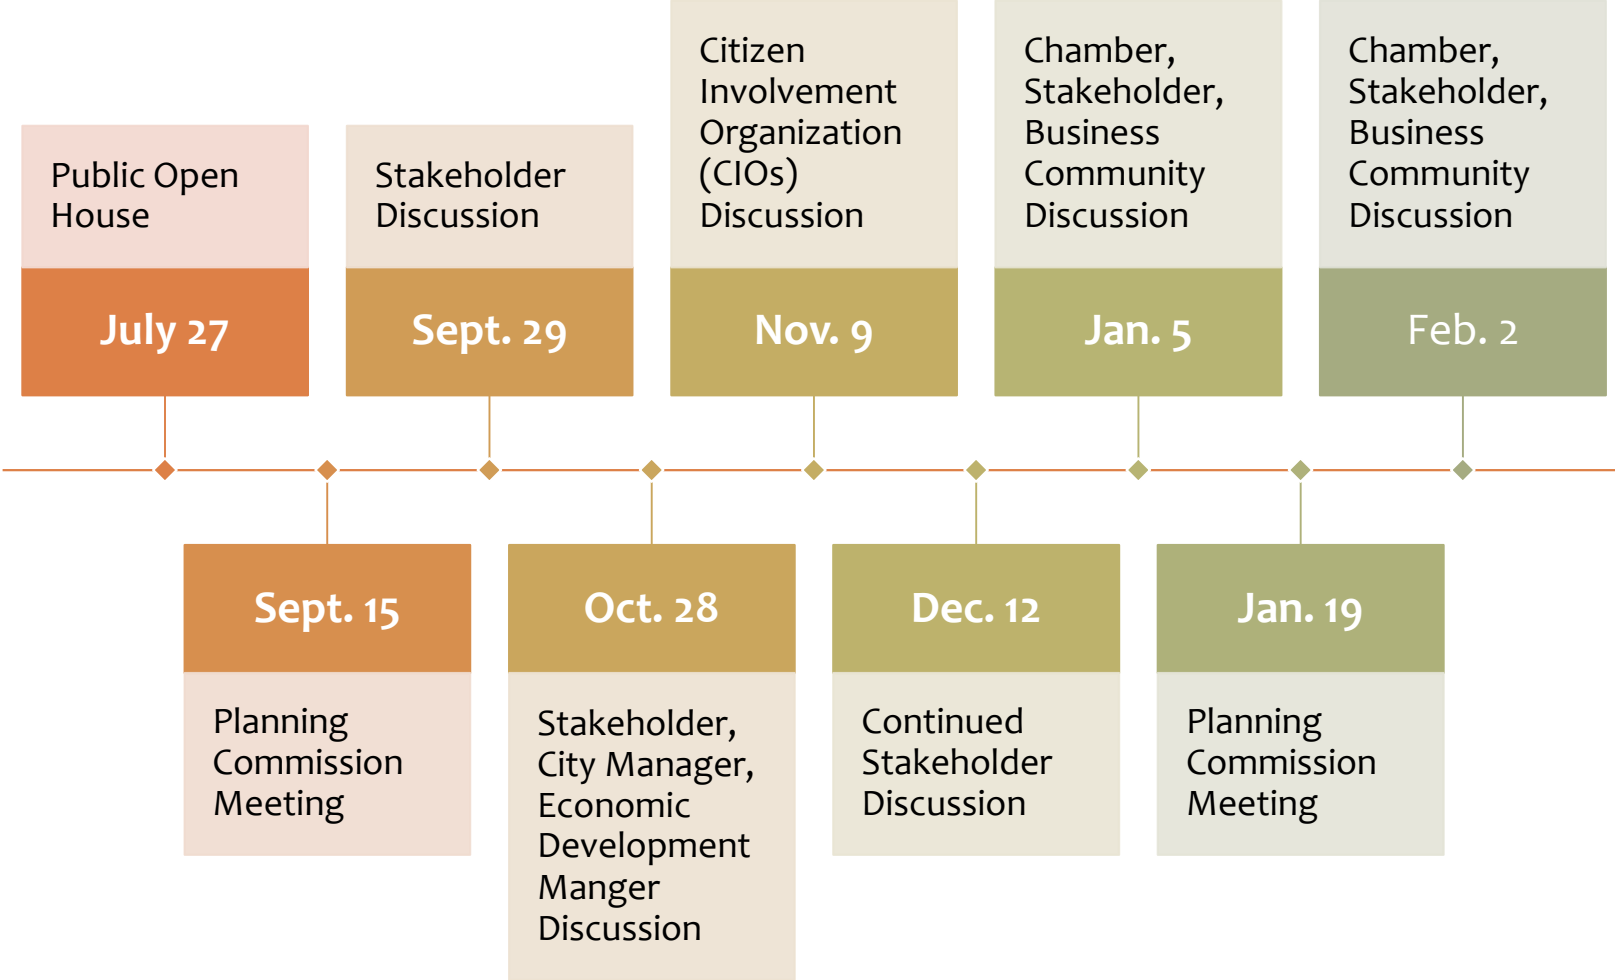 Public Open
House
July 27
Sept. 15
Planning
Commission
Meeting
Stakeholder
Discussion
Sept. 29
Oct. 28
Stakeholder,
City Manager,
Economic
Development
Manger
Discussion
Citizen
Involvement
Organization
(CIOs)
Discussion
Nov. 9
Dec. 12
Continued
Stakeholder
Discussion
Chamber,
Stakeholder,
Business
Community
Discussion
Jan. 5
Jan. 19
Planning
Commission
Meeting
Chamber,
Stakeholder,
Business
Community
Discussion
Feb. 2